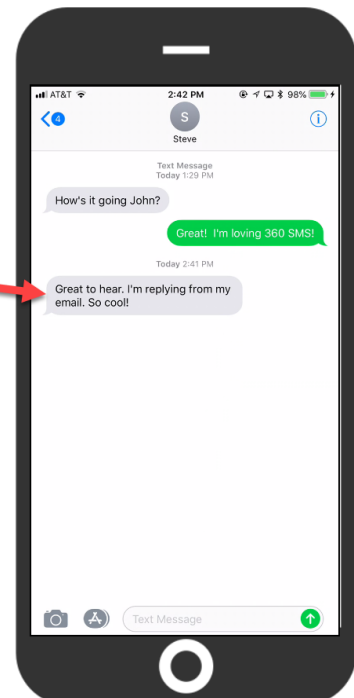 AT&T 2:42 PM 98%
4
S
Steve
Text Message
Today 1:29 PM
How's it going John?
Great!  I'm loving 360 SMS!
Today 2:41 PM
Great to hear. I'm replying from my
email. So cool!
Text Message